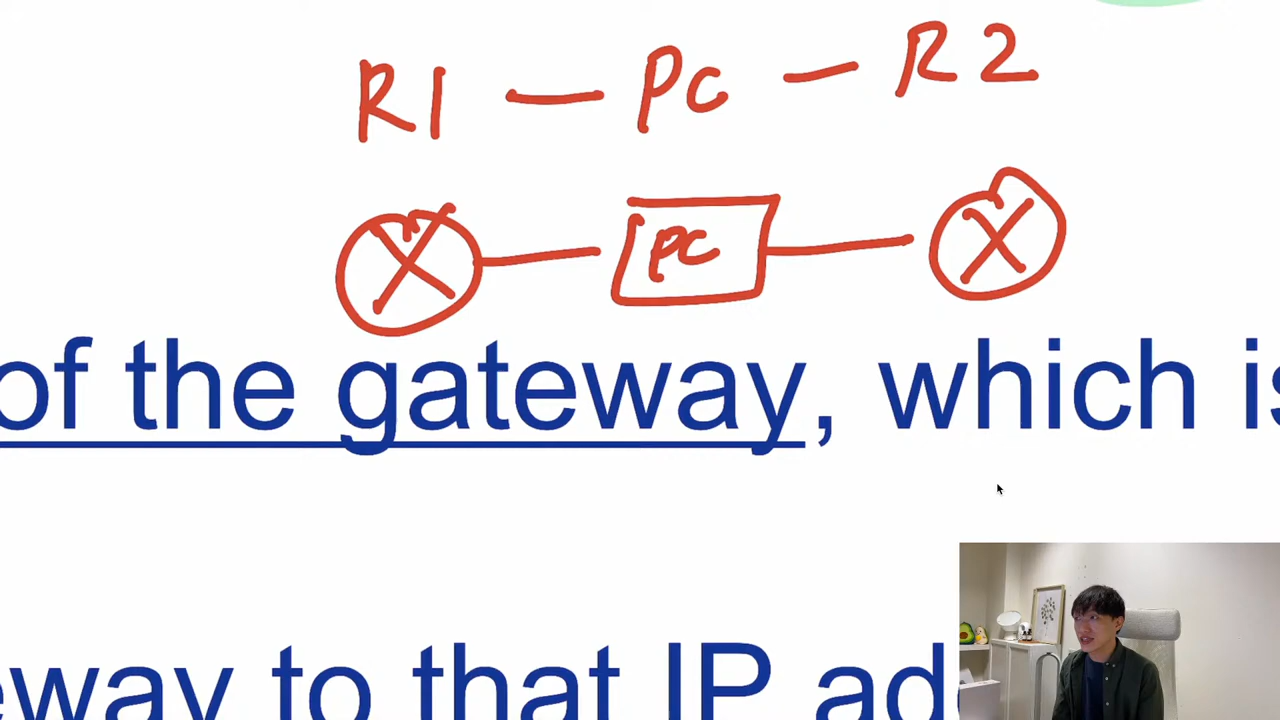 R1 — PC — R2
PC
of the gateway, which is
eway to that IP ad